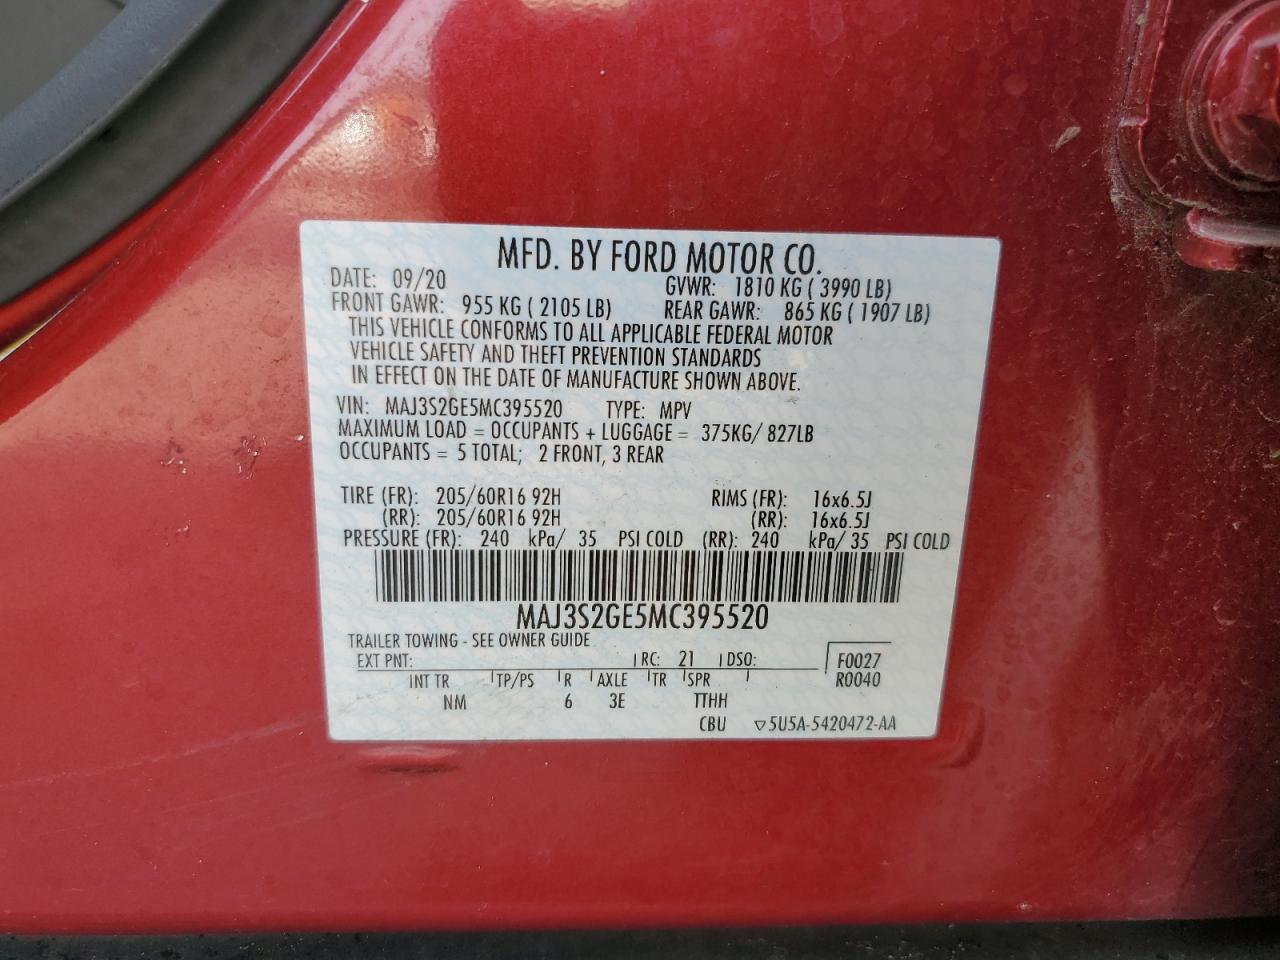 MFD. BY FORD MOTOR CO.
DATE: 09/20 GVWR: 1810 KG ( 3990 LB)
FRONT GAWR: 955 KG ( 2105 LB) REAR GAWR: 865 KG ( 1907 LB)
THIS VEHICLE CONFORMS TO ALL APPLICABLE FEDERAL MOTOR
VEHICLE SAFETY AND THEFT PREVENTION STANDARDS
IN EFFECT ON THE DATE OF MANUFACTURE SHOWN ABOVE.
VIN: MAJ3S2GE5MC395520 TYPE: MPV
MAXIMUM LOAD = OCCUPANTS + LUGGAGE = 375KG/ 827LB
OCCUPANTS = 5 TOTAL; 2 FRONT, 3 REAR
TIRE (FR): 205/60R16 92H RIMS (FR): 16x6.5J
(RR): 205/60R16 92H (RR): 16x6.5J
PRESSURE (FR): 240 kPa/ 35 PSI COLD (RR): 240 kPa/ 35 PSI COLD
MAJ3S2GE5MC395520
TRAILER TOWING - SEE OWNER GUIDE
EXT PNT: RC: 21 DSO: F0027
INT TR TP/PS R AXLE TR SPR R0040
NM 6 3E TTHH
CBU ▽5U5A-5420472-AA